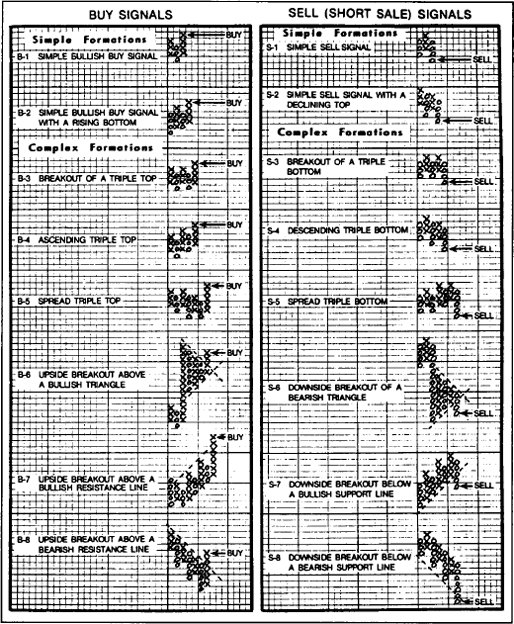 BUY SIGNALS
Simple Formations
BUY
B-1 SIMPLE BULLISH BUY SIGNAL
BUY
B-2 SIMPLE BULLISH BUY SIGNAL
WITH A RISING BOTTOM
Complex Formations
BUY
B-3 BREAKOUT OF A TRIPLE TOP
BUY
B-4 ASCENDING TRIPLE TOP
BUY
B-5 SPREAD TRIPLE TOP
BUY
B-6 UPSIDE BREAKOUT ABOVE
A BULLISH TRIANGLE
BUY
B-7 UPSIDE BREAKOUT ABOVE A
BULLISH RESISTANCE LINE
B-8 UPSIDE BREAKOUT ABOVE A
BEARISH RESISTANCE LINE
BUY
SELL (SHORT SALE) SIGNALS
Simple Formations
S-1 SIMPLE SELL SIGNAL
SELL
S-2 SIMPLE SELL SIGNAL WITH A
DECLINING TOP
SELL
Complex Formations
S-3 BREAKOUT OF A TRIPLE
BOTTOM
SELL
S-4 DESCENDING TRIPLE BOTTOM
SELL
S-5 SPREAD TRIPLE BOTTOM
SELL
S-6 DOWNSIDE BREAKOUT OF A
BEARISH TRIANGLE
SELL
S-7 DOWNSIDE BREAKOUT BELOW
A BULLISH SUPPORT LINE
SELL
S-8 DOWNSIDE BREAKOUT BELOW
A BEARISH SUPPORT LINE
SELL